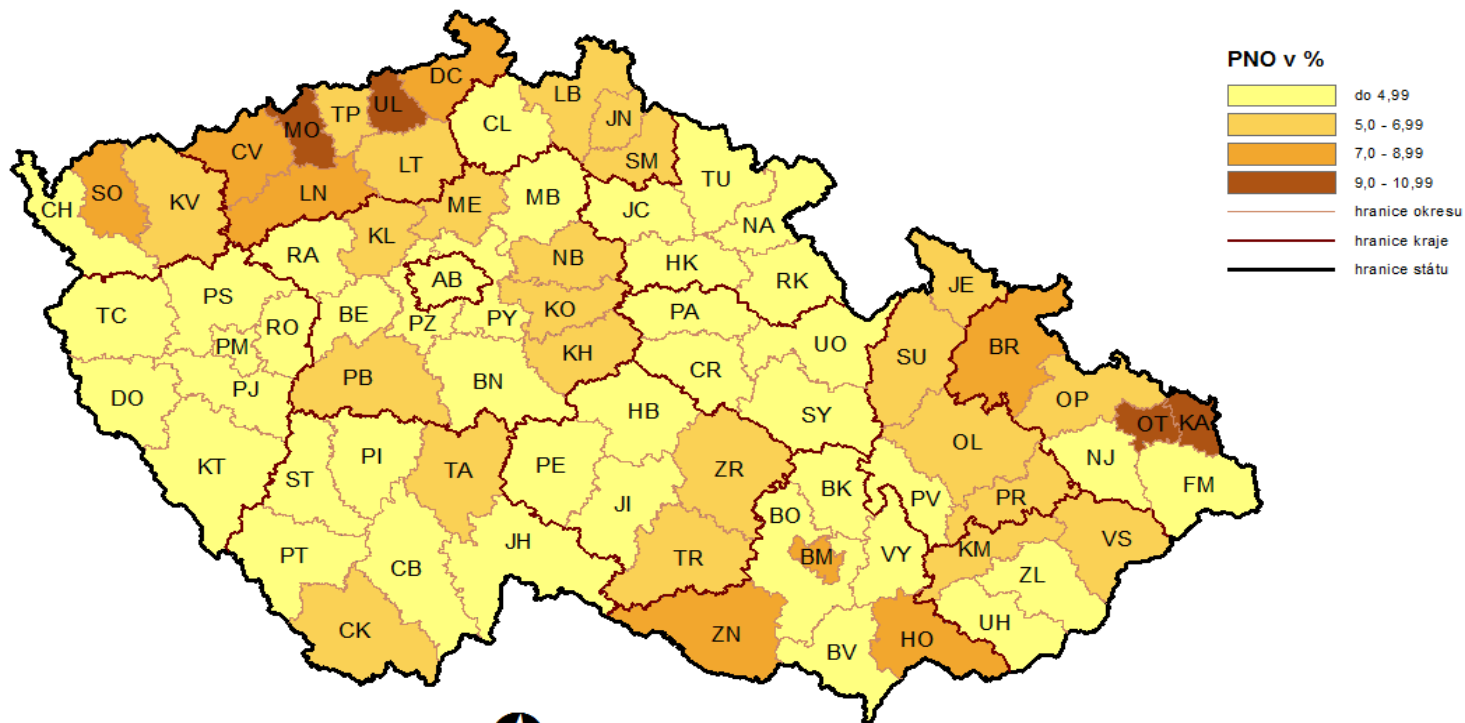 PNO v %
do 4,99
5,0 - 6,99
7,0 - 8,99
9,0 - 10,99
hranice okresu
hranice kraje
hranice státu
DC
UL
TP
MO
LB
JN
CL
CV
LT
SM
SO
LN
KV
CH
TU
MB
ME
JC
NA
KL
RA
NB
HK
AB
RK
PS
JE
TC
RO
BE
KO
PA
PZ
PY
PM
UO
BR
KH
SU
PB
BN
CR
PJ
DO
OP
HB
SY
OT
KA
OL
PI
TA
PE
ZR
NJ
KT
ST
BK
PV
PR
FM
JI
BO
VS
JH
PT
TR
BM
VY
KM
CB
ZL
UH
CK
ZN
HO
BV